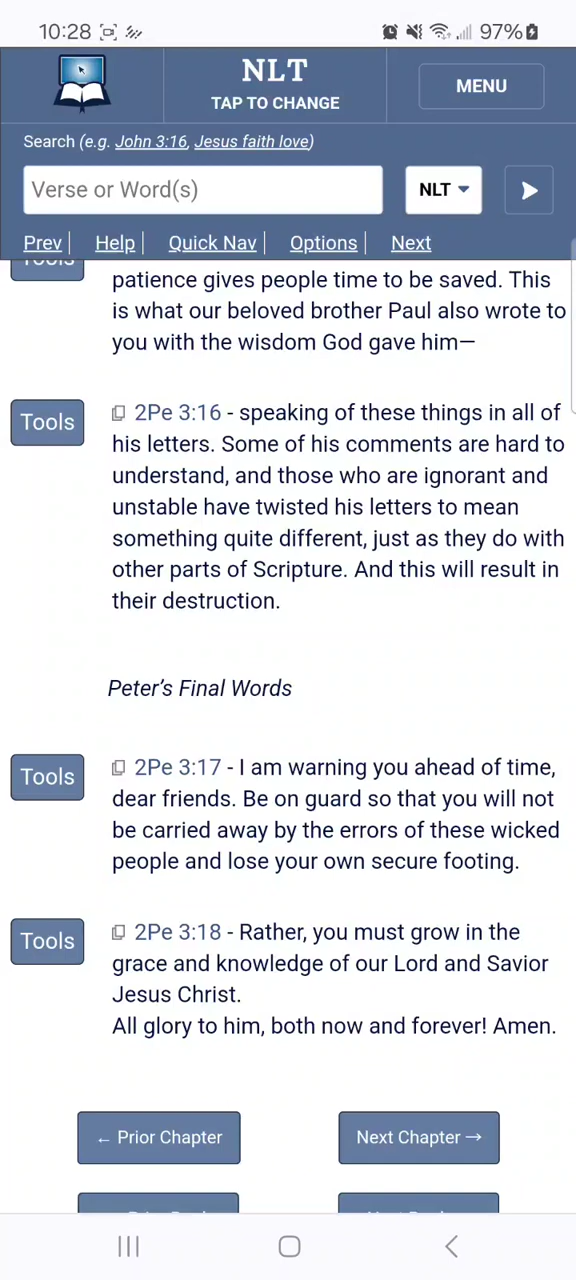 10:28 97%
NLT
TAP TO CHANGE
MENU
Search (e.g. John 3:16, Jesus faith love)
Verse or Word(s)
NLT
Prev Help Quick Nav Options Next
Tools
patience gives people time to be saved. This
is what our beloved brother Paul also wrote to
you with the wisdom God gave him—
Tools
2Pe 3:16 - speaking of these things in all of
his letters. Some of his comments are hard to
understand, and those who are ignorant and
unstable have twisted his letters to mean
something quite different, just as they do with
other parts of Scripture. And this will result in
their destruction.
Peter’s Final Words
Tools
2Pe 3:17 - I am warning you ahead of time,
dear friends. Be on guard so that you will not
be carried away by the errors of these wicked
people and lose your own secure footing.
Tools
2Pe 3:18 - Rather, you must grow in the
grace and knowledge of our Lord and Savior
Jesus Christ.
All glory to him, both now and forever! Amen.
← Prior Chapter
Next Chapter →